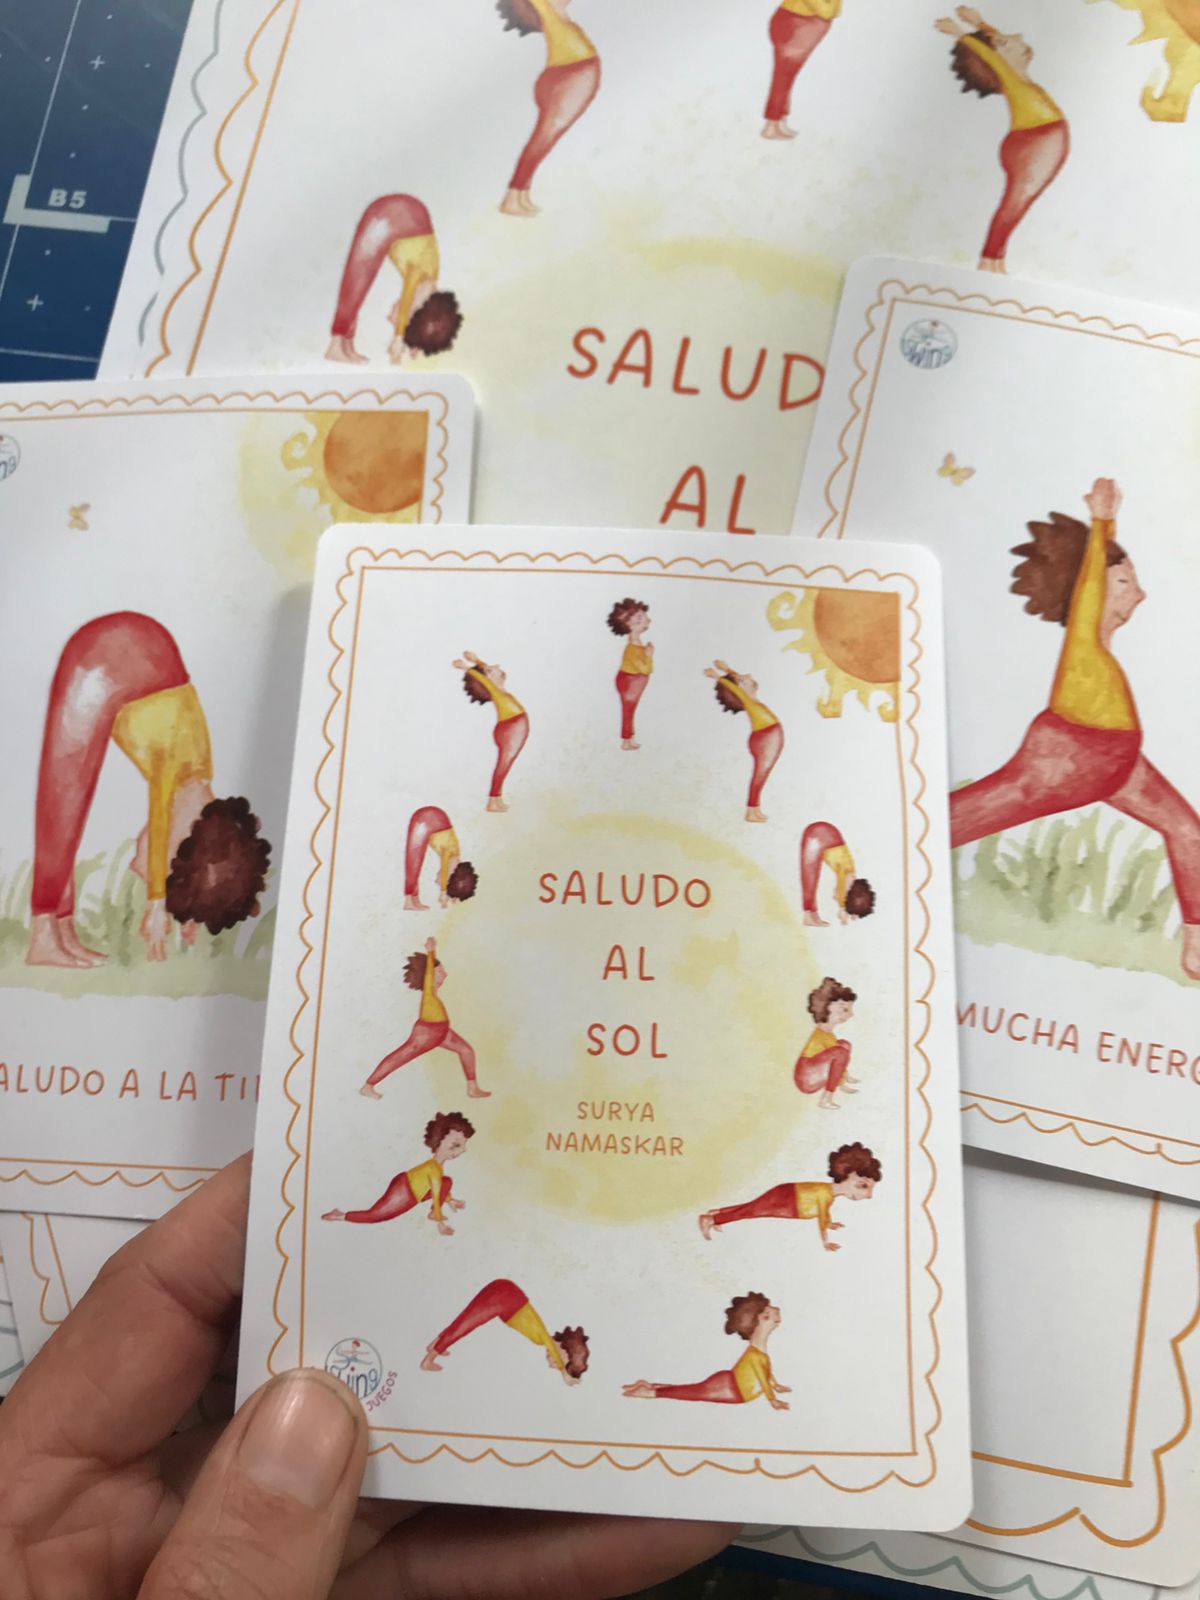 B5
SALUD
AL
SALUDO
AL
SOL
SURYA
NAMASKAR
JUEGOS
ALUDO A LA TI
MUCHA ENERG